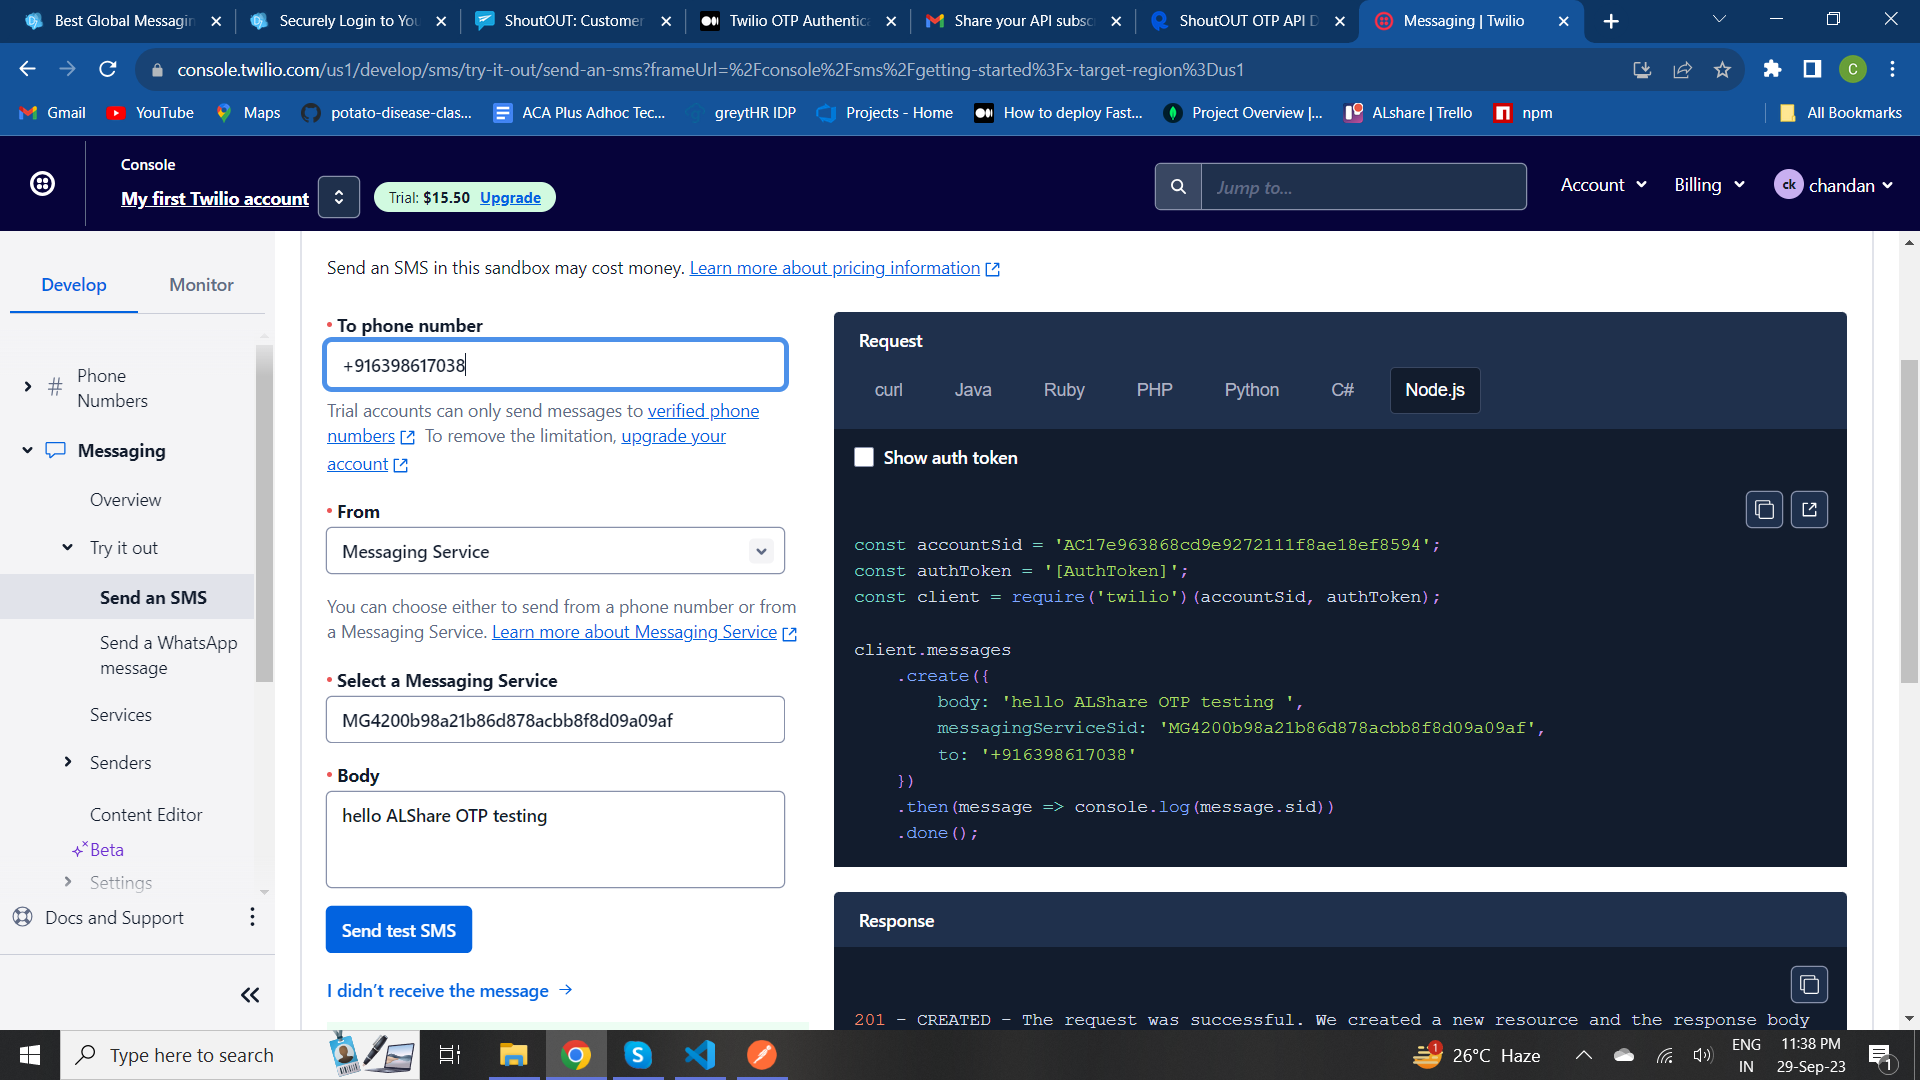 Best Global Messagin
Securely Login to You
ShoutOUT: Customer
Twilio OTP Authentica
Share your API subsc
ShoutOUT OTP API D
Messaging | Twilio
console.twilio.com/us1/develop/sms/try-it-out/send-an-sms?frameUrl=%2Fconsole%2Fsms%2Fgetting-started%3Fx-target-region%3Dus1
C
Gmail
YouTube
Maps
potato-disease-clas...
ACA Plus Adhoc Tec...
greytHR IDP
Projects - Home
How to deploy Fast...
Project Overview |...
ALshare | Trello
npm
All Bookmarks
Console
My first Twilio account
Trial: $15.50 Upgrade
Jump to...
Account
Billing
ck
chandan
Develop
Monitor
# Phone
Numbers
Messaging
Overview
Try it out
Send an SMS
Send a WhatsApp
message
Services
Senders
Content Editor
Beta
Settings
Docs and Support
Send an SMS in this sandbox may cost money. Learn more about pricing information
• To phone number
+916398617038
Trial accounts can only send messages to verified phone
numbers To remove the limitation, upgrade your
account
• From
Messaging Service
You can choose either to send from a phone number or from
a Messaging Service. Learn more about Messaging Service
• Select a Messaging Service
MG4200b98a21b86d878acbb8f8d09a09af
• Body
hello ALShare OTP testing
Send test SMS
I didn't receive the message →
Request
curl
Java
Ruby
PHP
Python
C#
Node.js
Show auth token
const accountSid = 'AC17e963868cd9e9272111f8ae18ef8594';
const authToken = '[AuthToken]';
const client = require('twilio')(accountSid, authToken);
client.messages
.create({
body: 'hello ALShare OTP testing ',
messagingServiceSid: 'MG4200b98a21b86d878acbb8f8d09a09af',
to: '+916398617038'
})
.then(message => console.log(message.sid))
.done();
Response
201 - CREATED - The request was successful. We created a new resource and the response body
Type here to search
1
26°C Haze
ENG
IN
11:38 PM
29-Sep-23
1